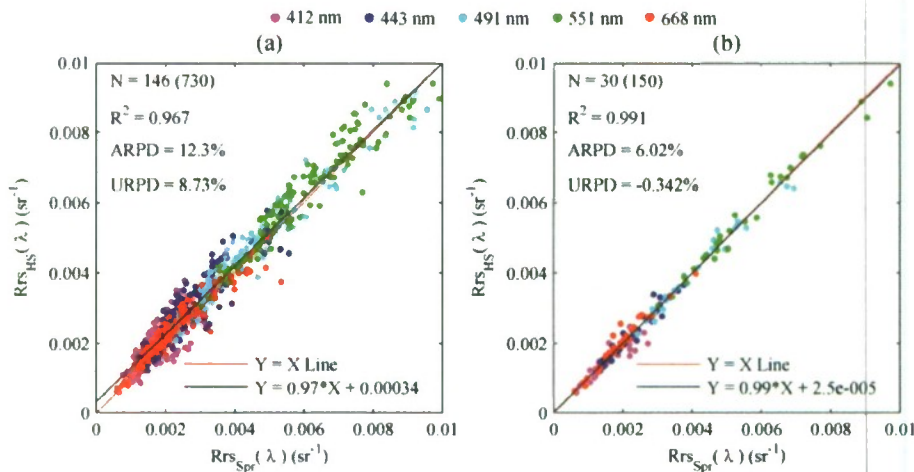 412 nm 443 nm 491 nm 551 nm 668 nm
(a)
0.01
0.008
0.006
0.004
0.002
0
N = 146 (730)
R² = 0.967
ARPD = 12.3%
URPD = 8.73%
Y = X Line
Y = 0.97*X + 0.00034
Rrs_HS(λ)(sr⁻¹)
0 0.002 0.004 0.006 0.008 0.01
Rrs_Spr(λ)(sr⁻¹)
(b)
0.01
0.008
0.006
0.004
0.002
0
N = 30 (150)
R² = 0.991
ARPD = 6.02%
URPD = -0.342%
Y = X Line
Y = 0.99*X + 2.5e-005
Rrs_HS(λ)(sr⁻¹)
0 0.002 0.004 0.006 0.008 0.01
Rrs_Spr(λ)(sr⁻¹)